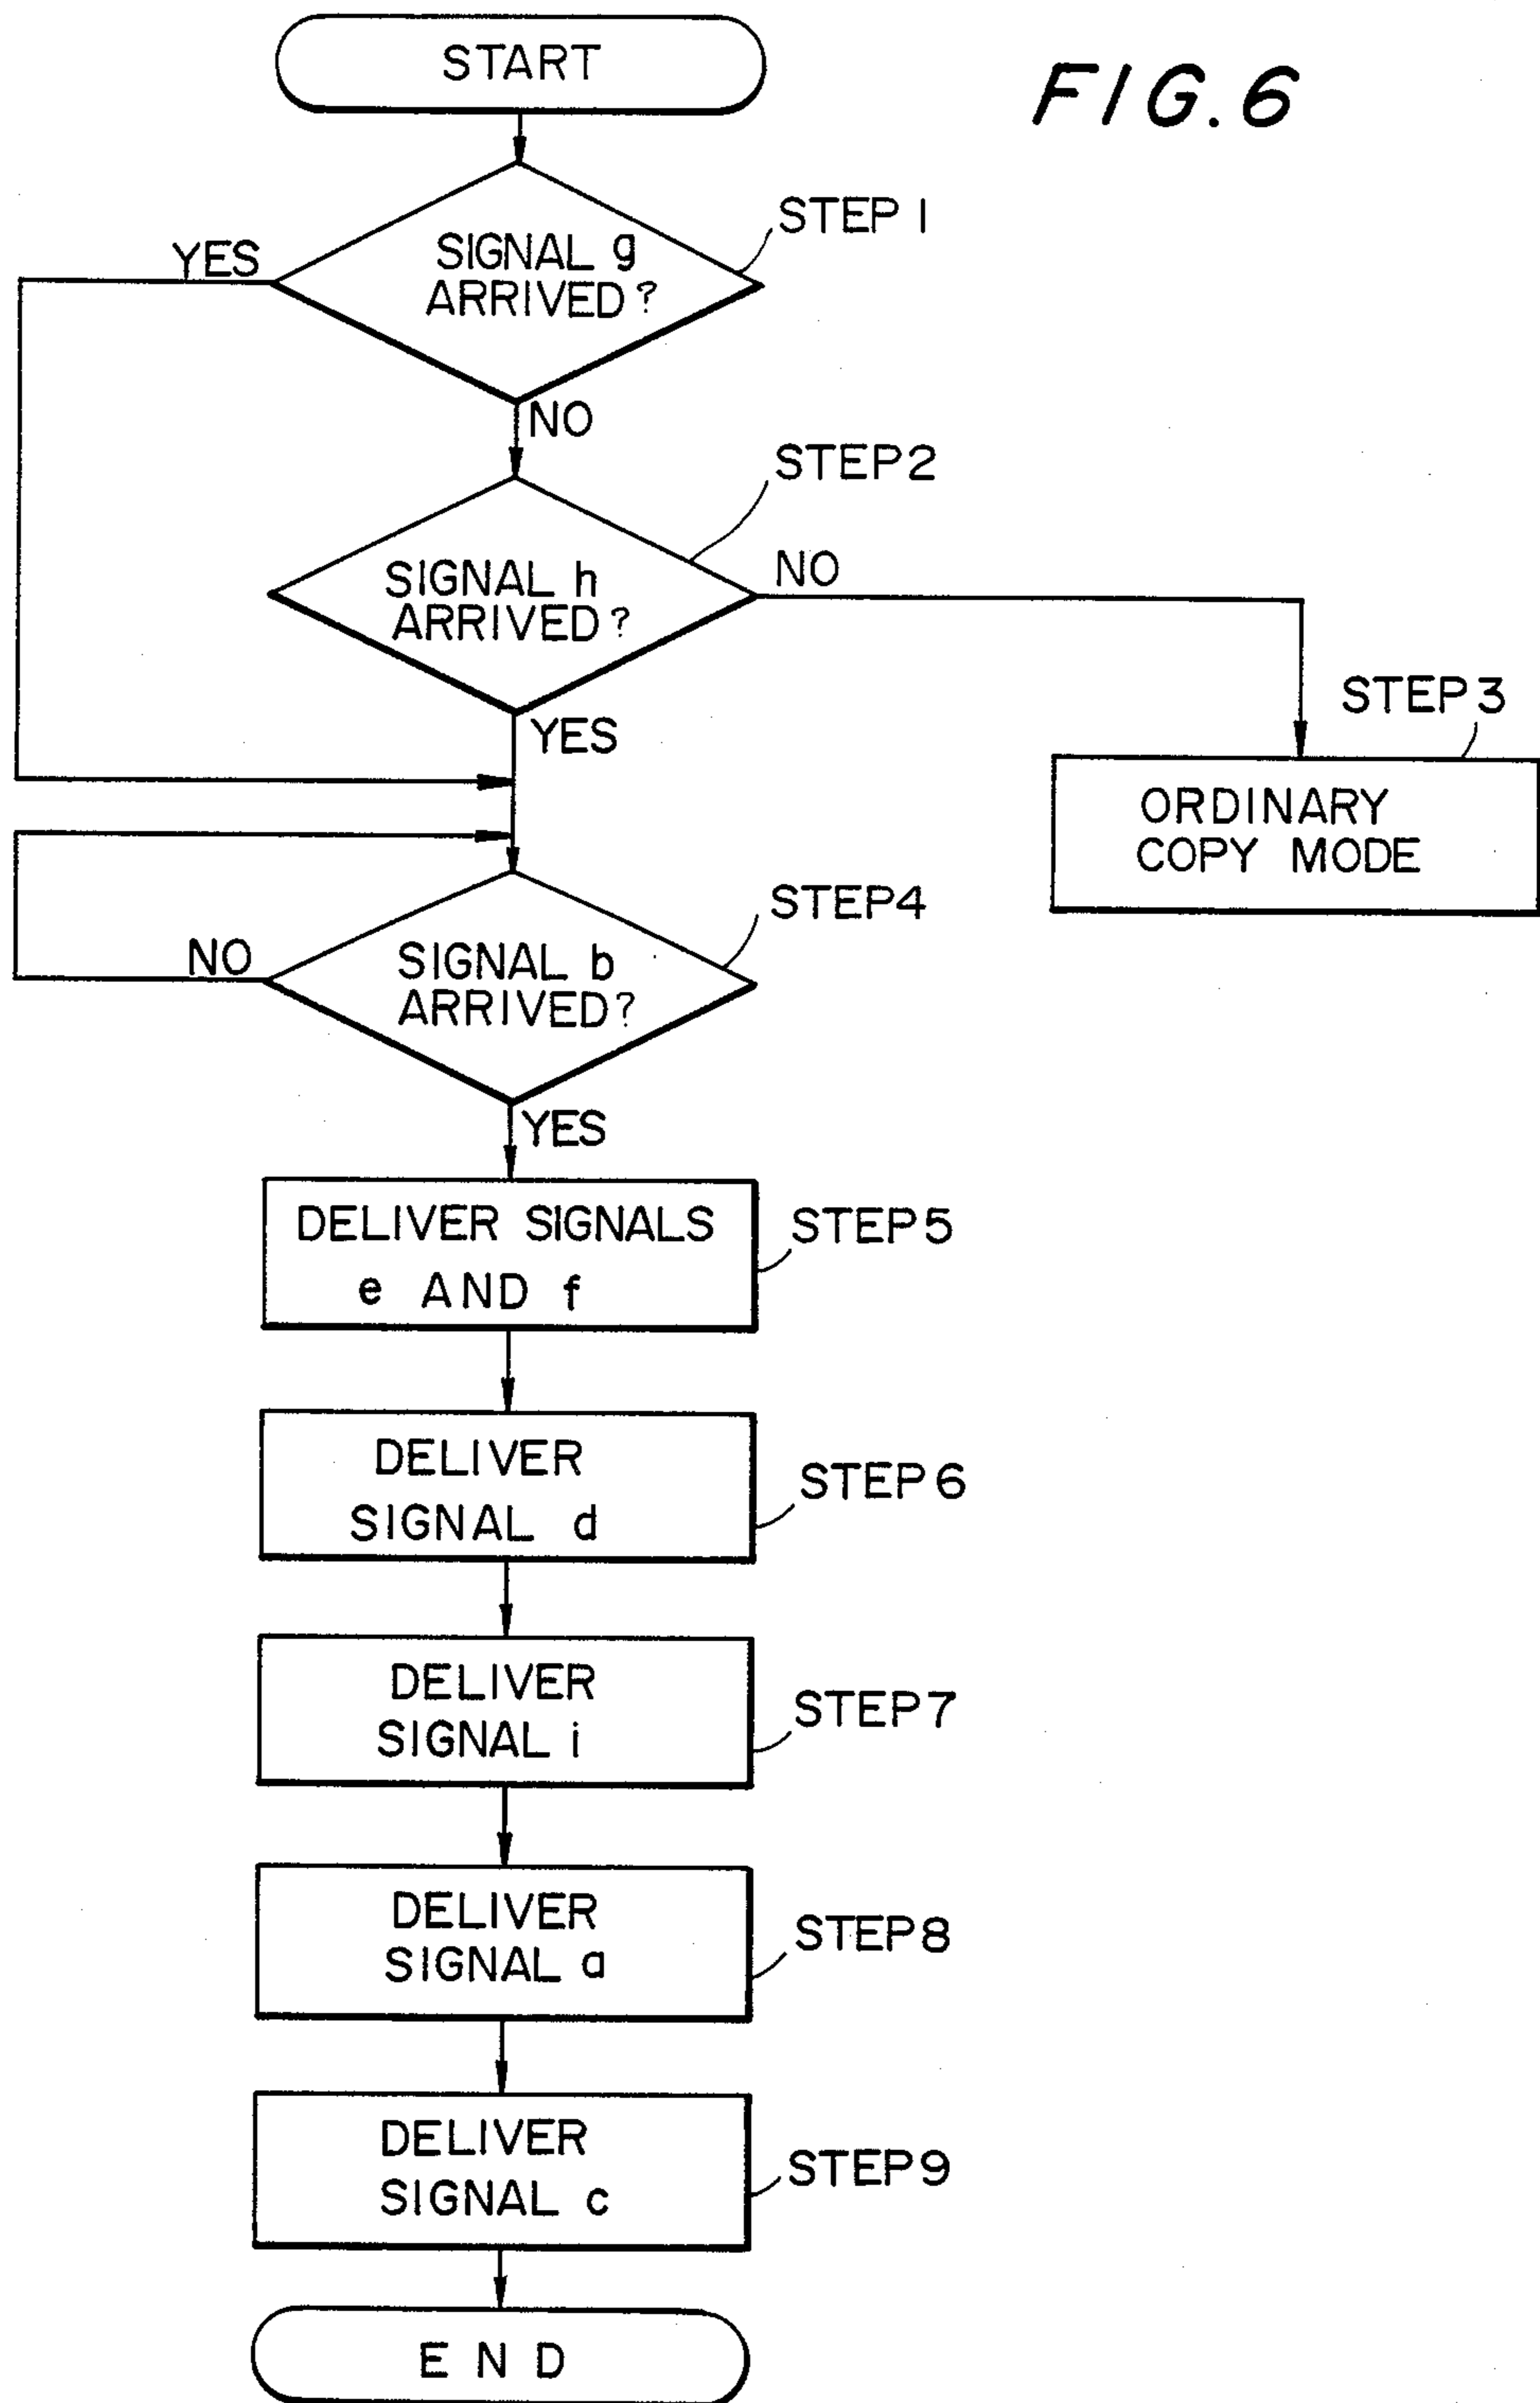 START
FIG.6
STEP 1
YES
SIGNAL g
ARRIVED?
NO
STEP2
SIGNAL h
ARRIVED?
NO
YES
STEP3
ORDINARY
COPY MODE
STEP4
NO
SIGNAL b
ARRIVED?
YES
DELIVER SIGNALS
e AND f
STEP5
DELIVER
SIGNAL d
STEP6
DELIVER
SIGNAL i
STEP7
DELIVER
SIGNAL a
STEP8
DELIVER
SIGNAL c
STEP9
END